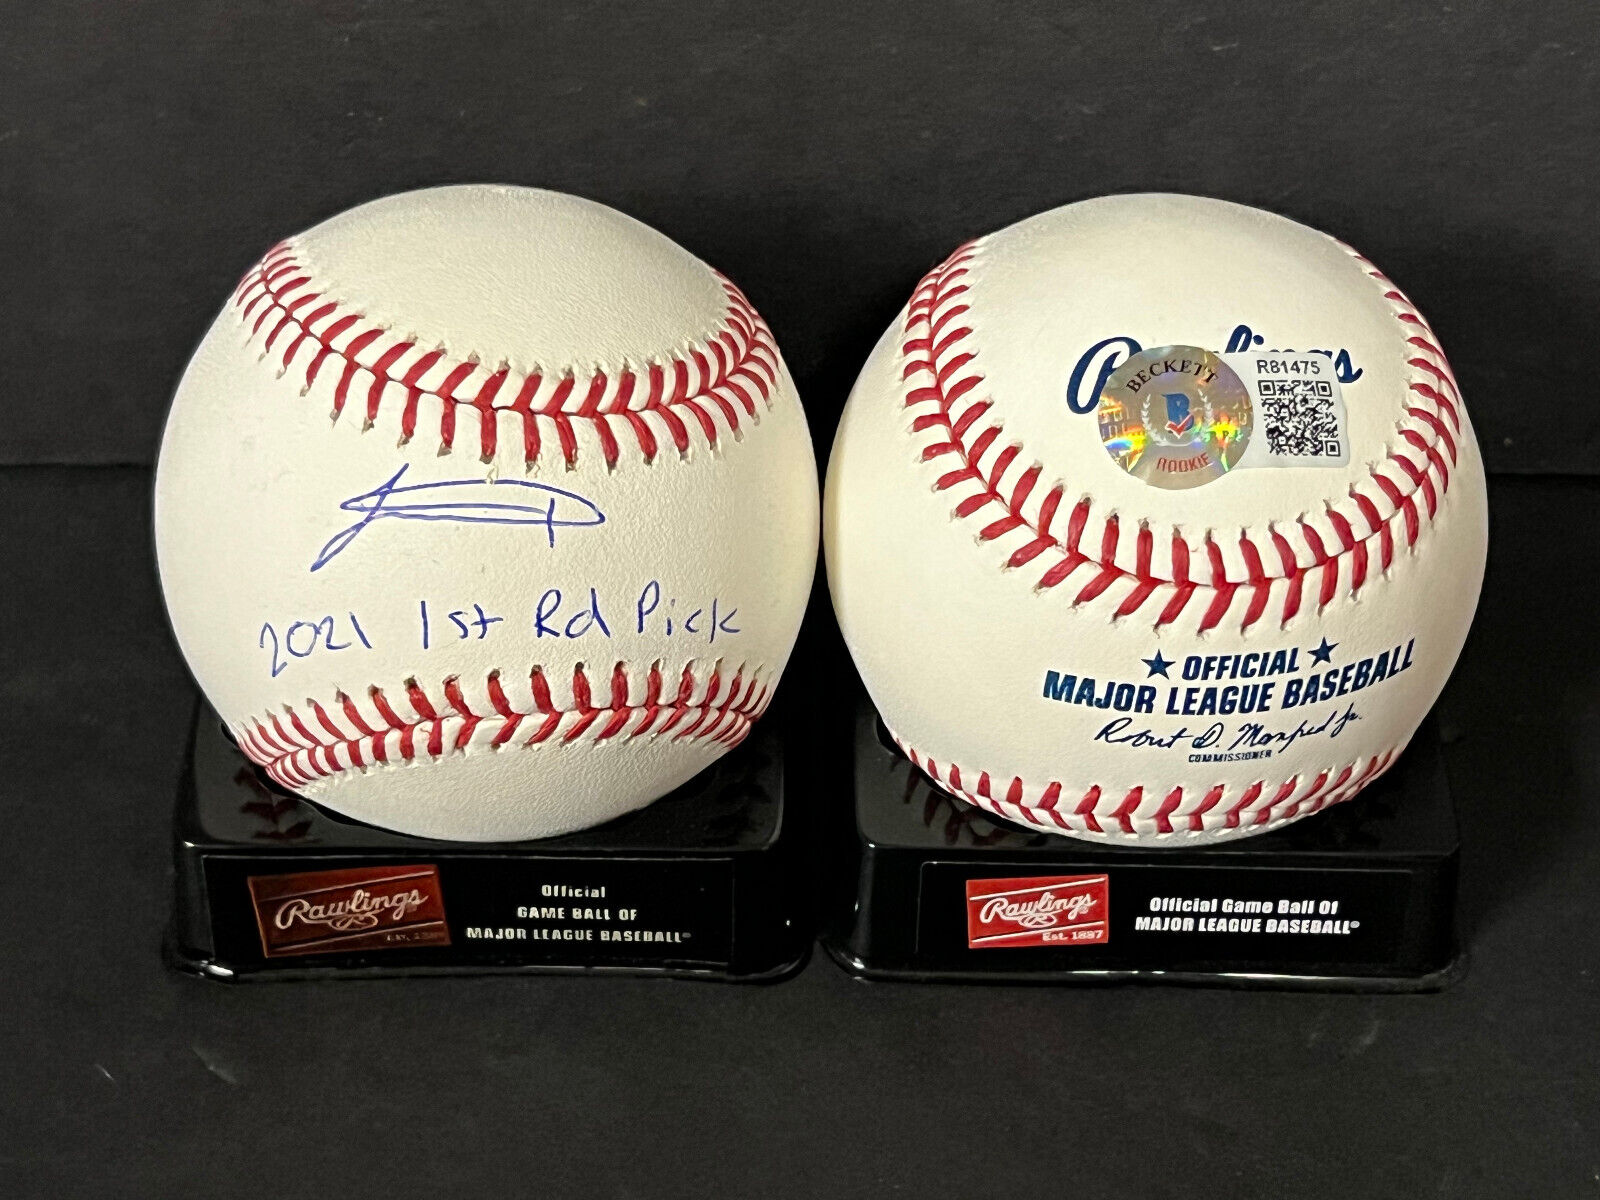 2021 1st Rd Pick
Official
GAME BALL OF
MAJOR LEAGUE BASEBALL®
Rawlings
BECKETT
B
ROOKIE
R81475
Rawlings
★ OFFICIAL ★
MAJOR LEAGUE BASEBALL
Robert D. Manfred Jr.
COMMISSIONER
Rawlings
Est. 1887
Official Game Ball Of
MAJOR LEAGUE BASEBALL®